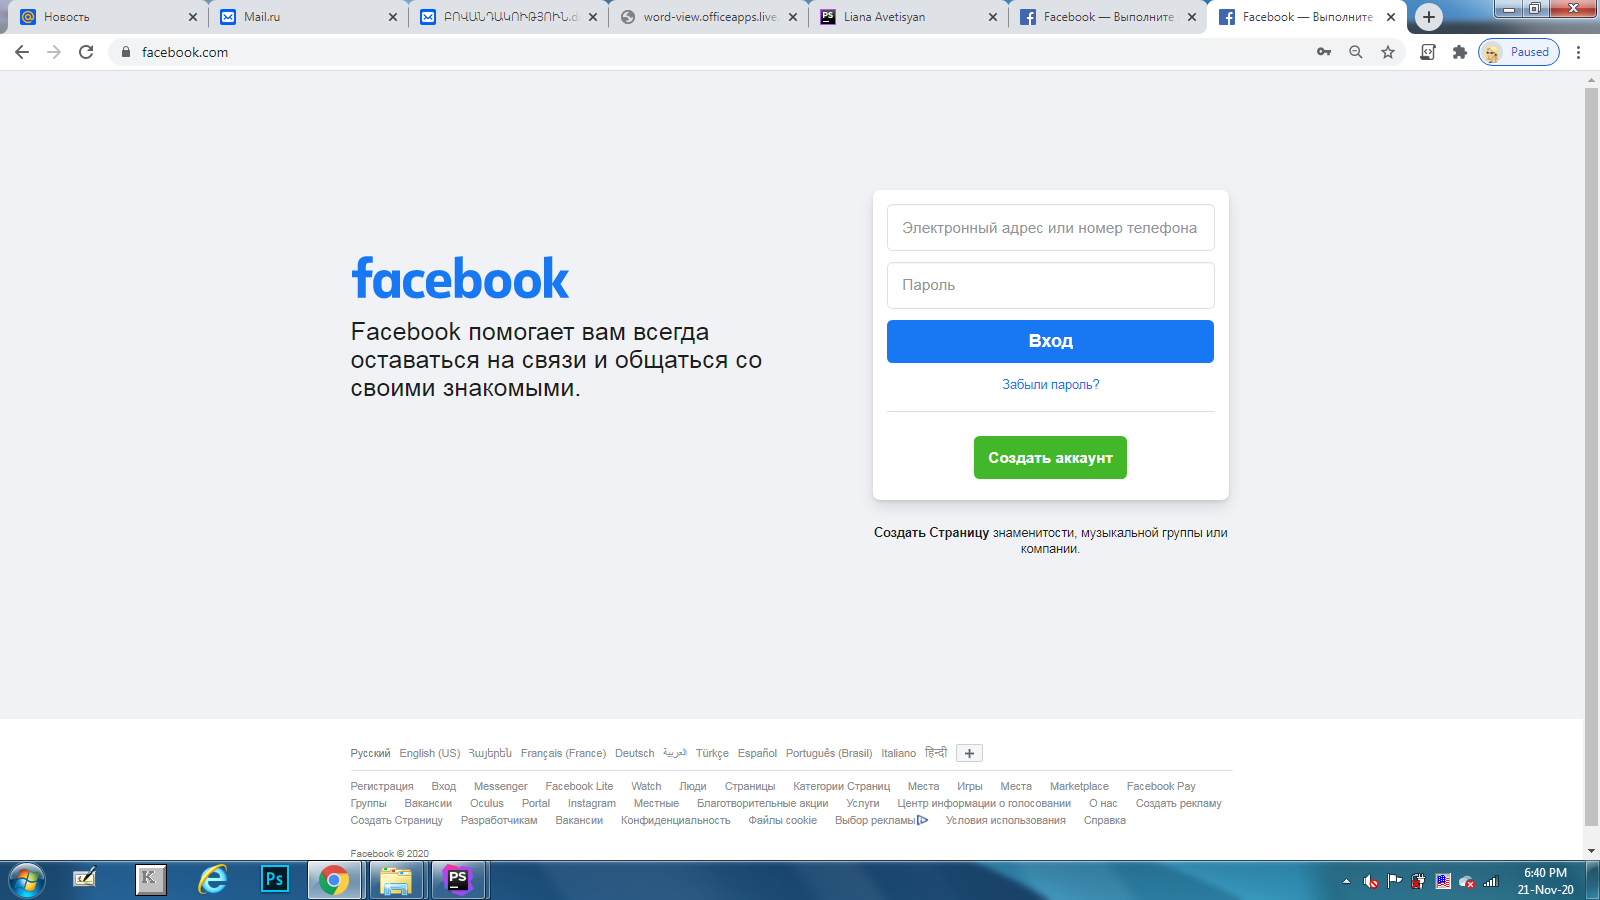 Новость
Mail.ru
ԲՈՎԱՆԴԱԿՈՒԹՅՈՒՆ.d
word-view.officeapps.live.
Liana Avetisyan
Facebook — Выполните
Facebook — Выполните
facebook.com
Paused
facebook
Facebook помогает вам всегда
оставаться на связи и общаться со
своими знакомыми.
Электронный адрес или номер телефона
Пароль
Вход
Забыли пароль?
Создать аккаунт
Создать Страницу знаменитости, музыкальной группы или
компании.
Русский English (US) Հայերեն Français (France) Deutsch العربية Türkçe Español Português (Brasil) Italiano हिन्दी
Регистрация Вход Messenger Facebook Lite Watch Люди Страницы Категории Страниц Места Игры Места Marketplace Facebook Pay
Группы Вакансии Oculus Portal Instagram Местные Благотворительные акции Услуги Центр информации о голосовании О нас Создать рекламу
Создать Страницу Разработчикам Вакансии Конфиденциальность Файлы cookie Выбор рекламы Условия использования Справка
Facebook © 2020
K
Ps
PS
6:40 PM
21-Nov-20